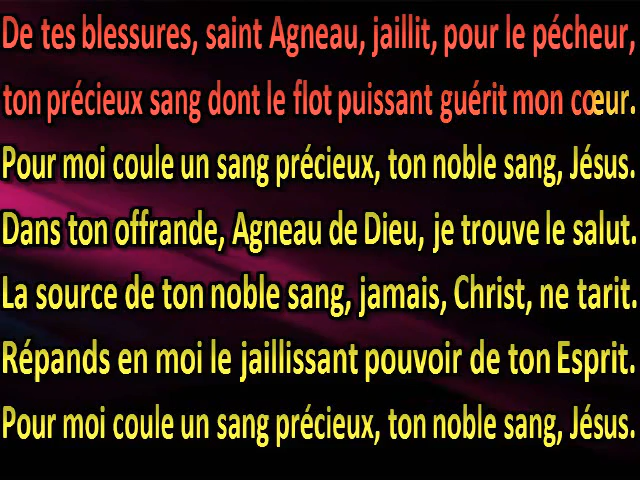 De tes blessures, saint Agneau, jaillit, pour le pécheur,
ton précieux sang dont le flot puissant guérit mon cœur.
Pour moi coule un sang précieux, ton noble sang, Jésus.
Dans ton offrande, Agneau de Dieu, je trouve le salut.
La source de ton noble sang, jamais, Christ, ne tarit.
Répands en moi le jaillissant pouvoir de ton Esprit.
Pour moi coule un sang précieux, ton noble sang, Jésus.